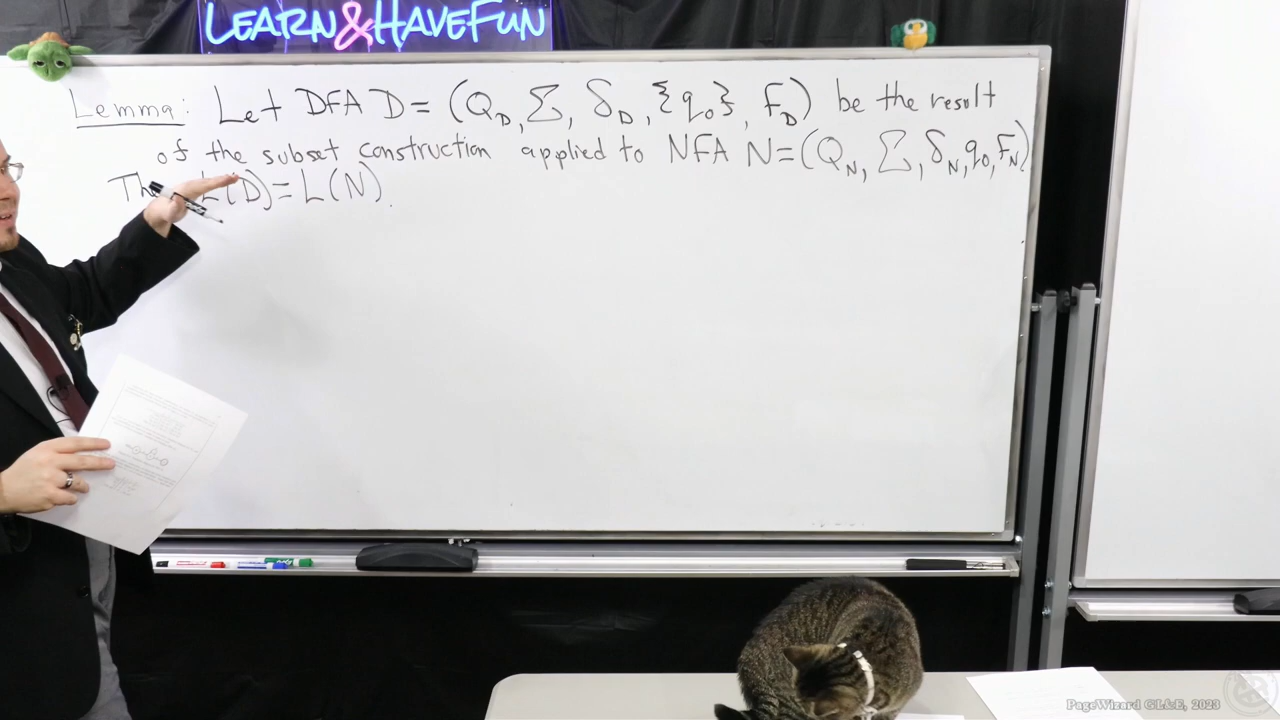 LEARN&HAVEFUN
Lemma: Let DFA D = (Q_D, Σ, δ_D, {q_0}, F_D) be the result
of the subset construction applied to NFA N = (Q_N, Σ, δ_N, q_0, F_N)
L(D) = L(N).
PageWizard GL&E, 2023